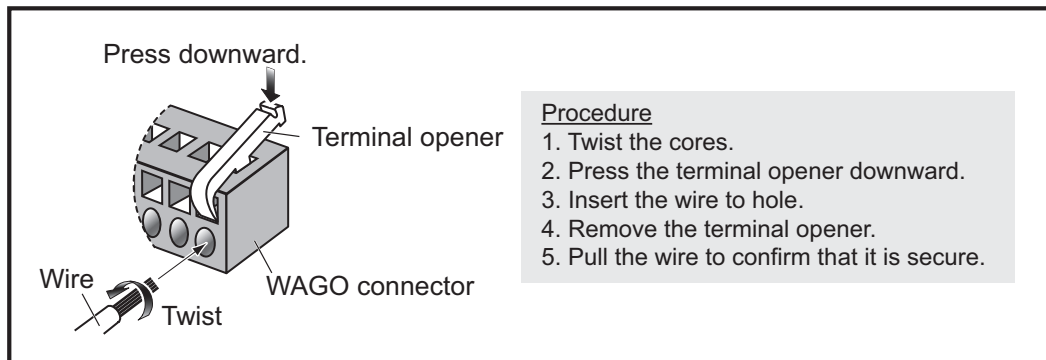 Press downward.
Terminal opener
Wire
Twist
WAGO connector
Procedure
1. Twist the cores.
2. Press the terminal opener downward.
3. Insert the wire to hole.
4. Remove the terminal opener.
5. Pull the wire to confirm that it is secure.